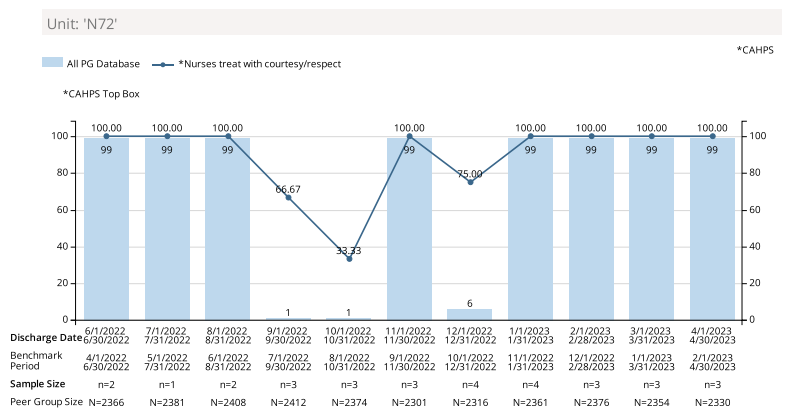 Unit: 'N72'
*CAHPS
All PG Database *Nurses treat with courtesy/respect
*CAHPS Top Box
100.00 100.00 100.00 100.00 100.00 100.00 100.00 100.00
100 99 99 99 99 99 99 99 99 100
80 75.00 80
66.67
60 60
40 33.33 40
20 20
1 1 6
0 0
Discharge Date 6/1/2022 7/1/2022 8/1/2022 9/1/2022 10/1/2022 11/1/2022 12/1/2022 1/1/2023 2/1/2023 3/1/2023 4/1/2023
6/30/2022 7/31/2022 8/31/2022 9/30/2022 10/31/2022 11/30/2022 12/31/2022 1/31/2023 2/28/2023 3/31/2023 4/30/2023
Benchmark 4/1/2022 5/1/2022 6/1/2022 7/1/2022 8/1/2022 9/1/2022 10/1/2022 11/1/2022 12/1/2022 1/1/2023 2/1/2023
Period 6/30/2022 7/31/2022 8/31/2022 9/30/2022 10/31/2022 11/30/2022 12/31/2022 1/31/2023 2/28/2023 3/31/2023 4/30/2023
Sample Size n=2 n=1 n=2 n=3 n=3 n=3 n=4 n=4 n=3 n=3 n=3
Peer Group Size N=2366 N=2381 N=2408 N=2412 N=2374 N=2301 N=2316 N=2361 N=2376 N=2354 N=2330